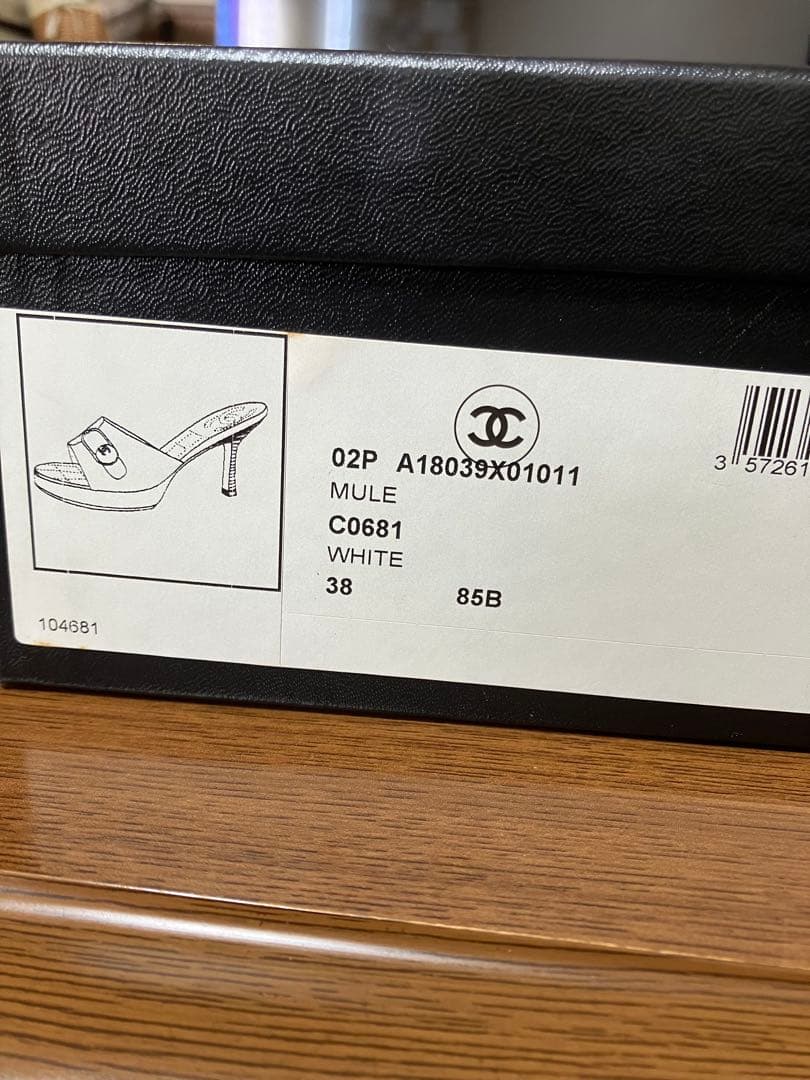 02P A18039X01011
MULE
C0681
WHITE
38 85B
104681
3 57261